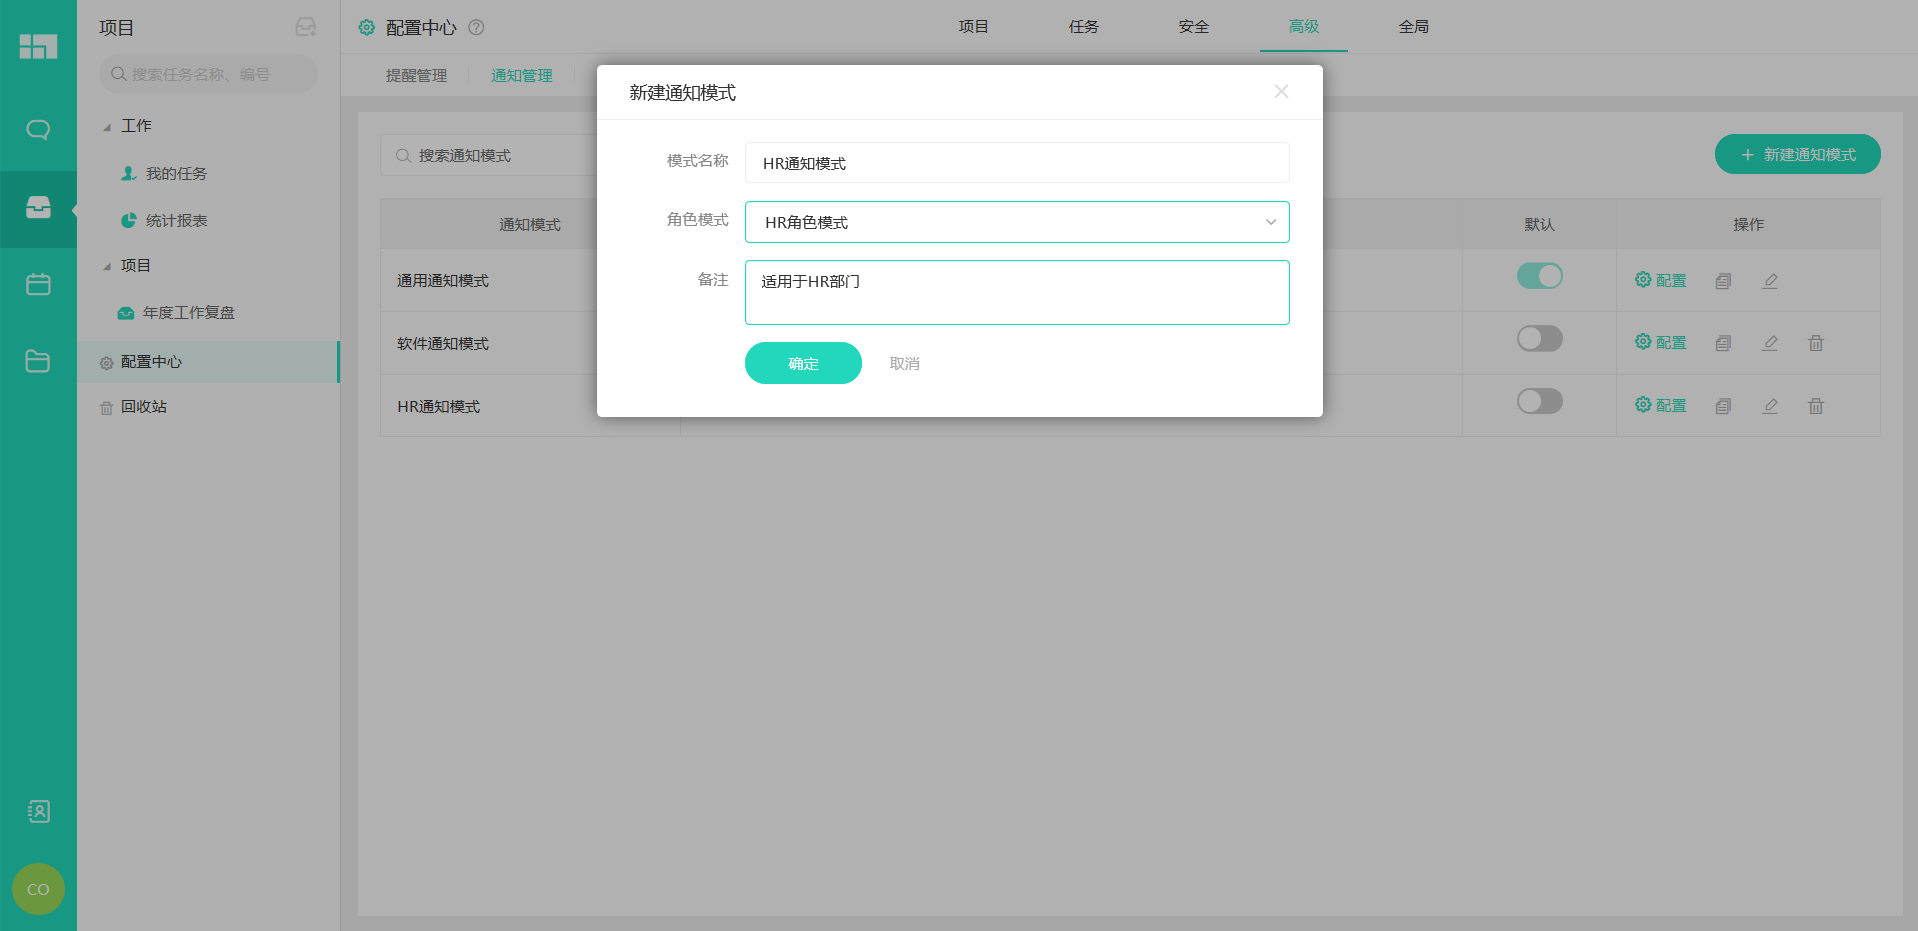 项目
搜索任务名称、编号
工作
我的任务
统计报表
项目
年度工作复盘
配置中心
回收站
CO
配置中心
项目
任务
安全
高级
全局
提醒管理
通知管理
搜索通知模式
+ 新建通知模式
通知模式
默认
操作
通用通知模式
配置
软件通知模式
配置
HR通知模式
配置
新建通知模式
模式名称
HR通知模式
角色模式
HR角色模式
备注
适用于HR部门
确定
取消